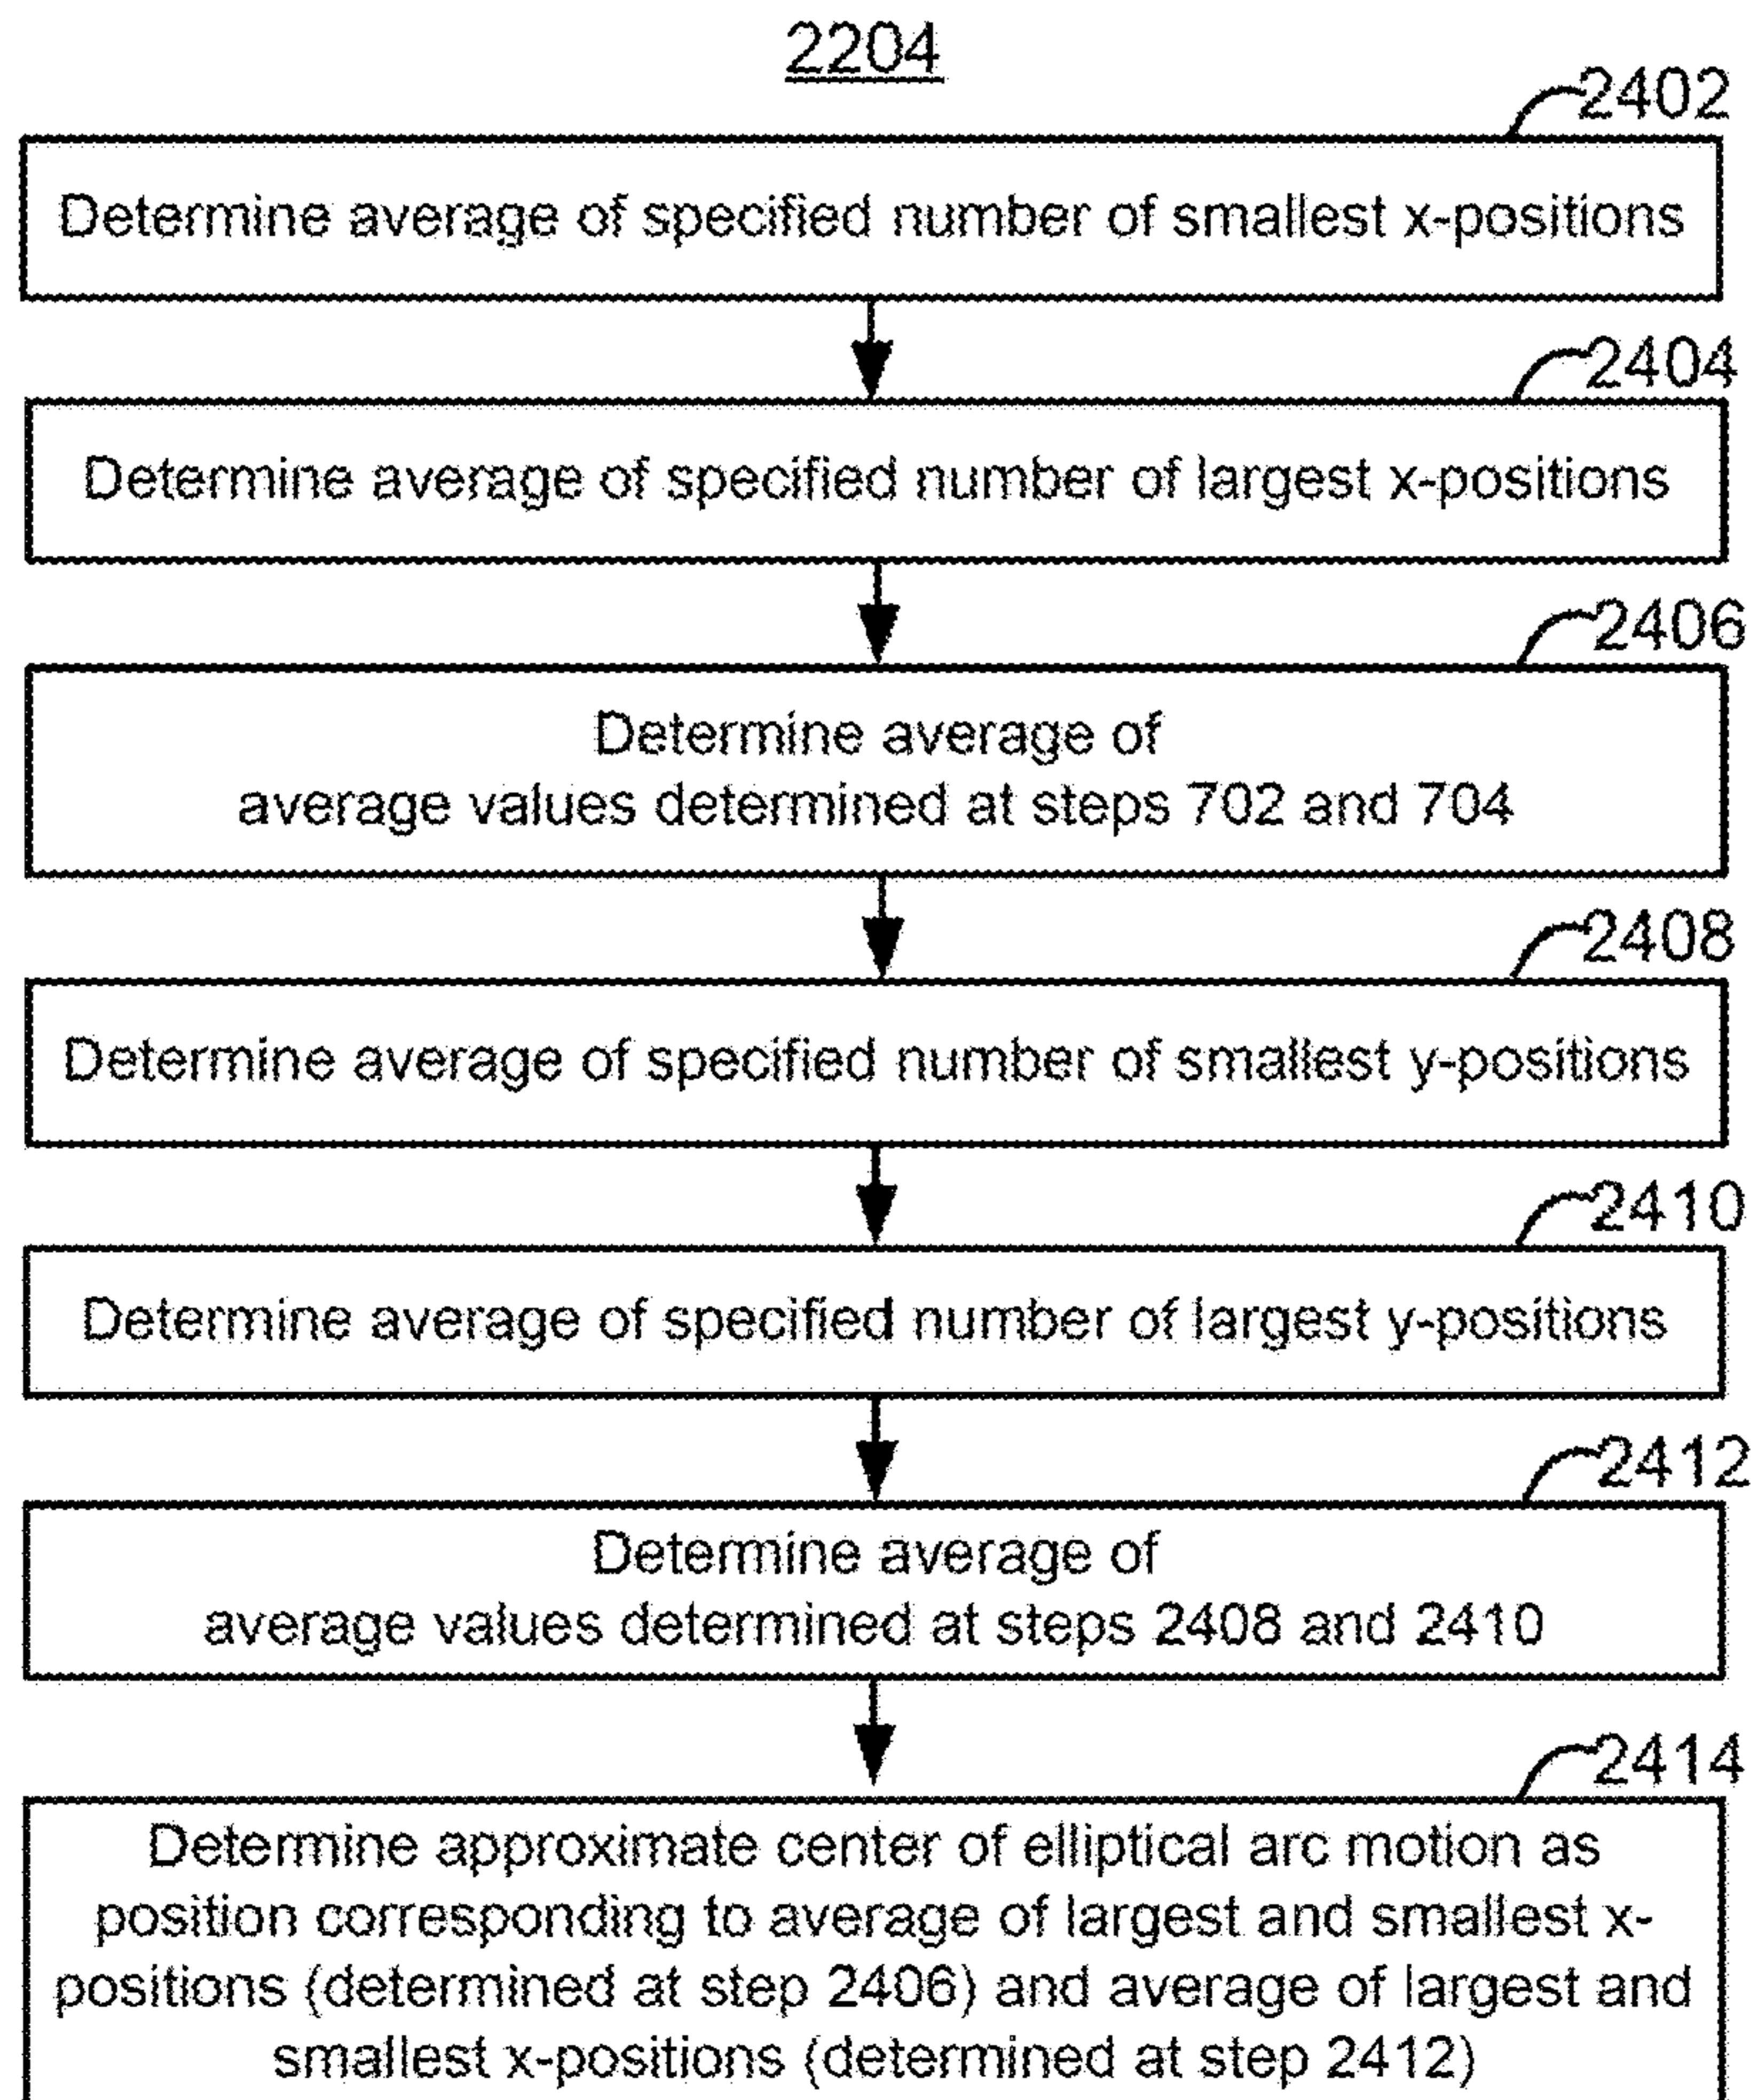 2204
2402
Determine average of specified number of smallest x-positions
2404
Determine average of specified number of largest x-positions
2406
Determine average of
average values determined at steps 702 and 704
2408
Determine average of specified number of smallest y-positions
2410
Determine average of specified number of largest y-positions
2412
Determine average of
average values determined at steps 2408 and 2410
2414
Determine approximate center of elliptical arc motion as
position corresponding to average of largest and smallest x-
positions (determined at step 2406) and average of largest and
smallest x-positions (determined at step 2412)